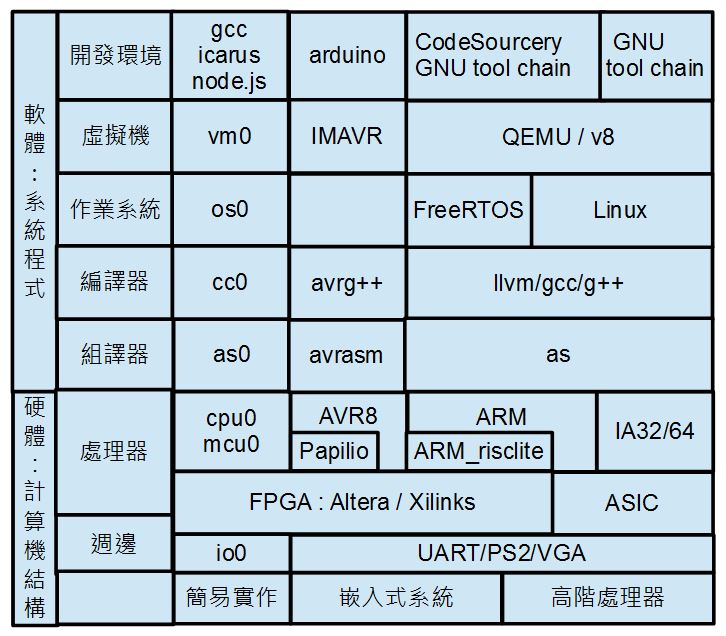 軟體：系統程式
開發環境
gcc
icarus
node.js
arduino
CodeSourcery
GNU tool chain
GNU
tool chain
虛擬機
vm0
IMAVR
QEMU / v8
作業系統
os0
FreeRTOS
Linux
編譯器
cc0
avrg++
llvm/gcc/g++
組譯器
as0
avrasm
as
硬體：計算機結構
處理器
cpu0
mcu0
AVR8
Papilio
ARM
ARM_risclite
IA32/64
FPGA : Altera / Xilinks
ASIC
週邊
io0
UART/PS2/VGA
簡易實作
嵌入式系統
高階處理器